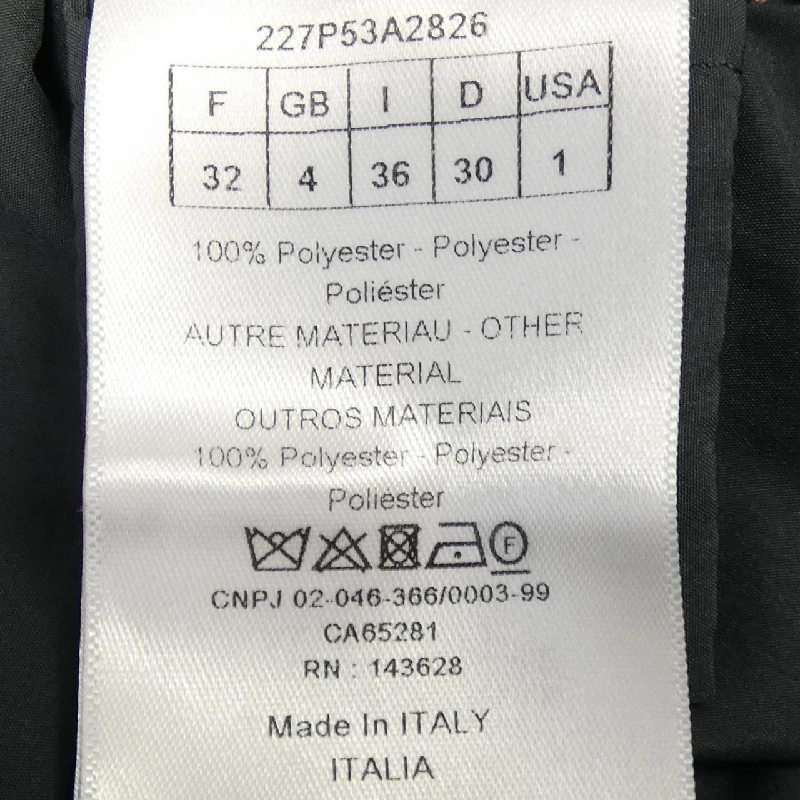 227P53A2826
F GB I D USA
32 4 36 30 1
100% Polyester - Polyester -
Poliéster
AUTRE MATERIAU - OTHER
MATERIAL
OUTROS MATERIAIS
100% Polyester - Polyester -
Poliéster
F
CNPJ 02-046-366/0003-99
CA65281
RN : 143628
Made In ITALY
ITALIA